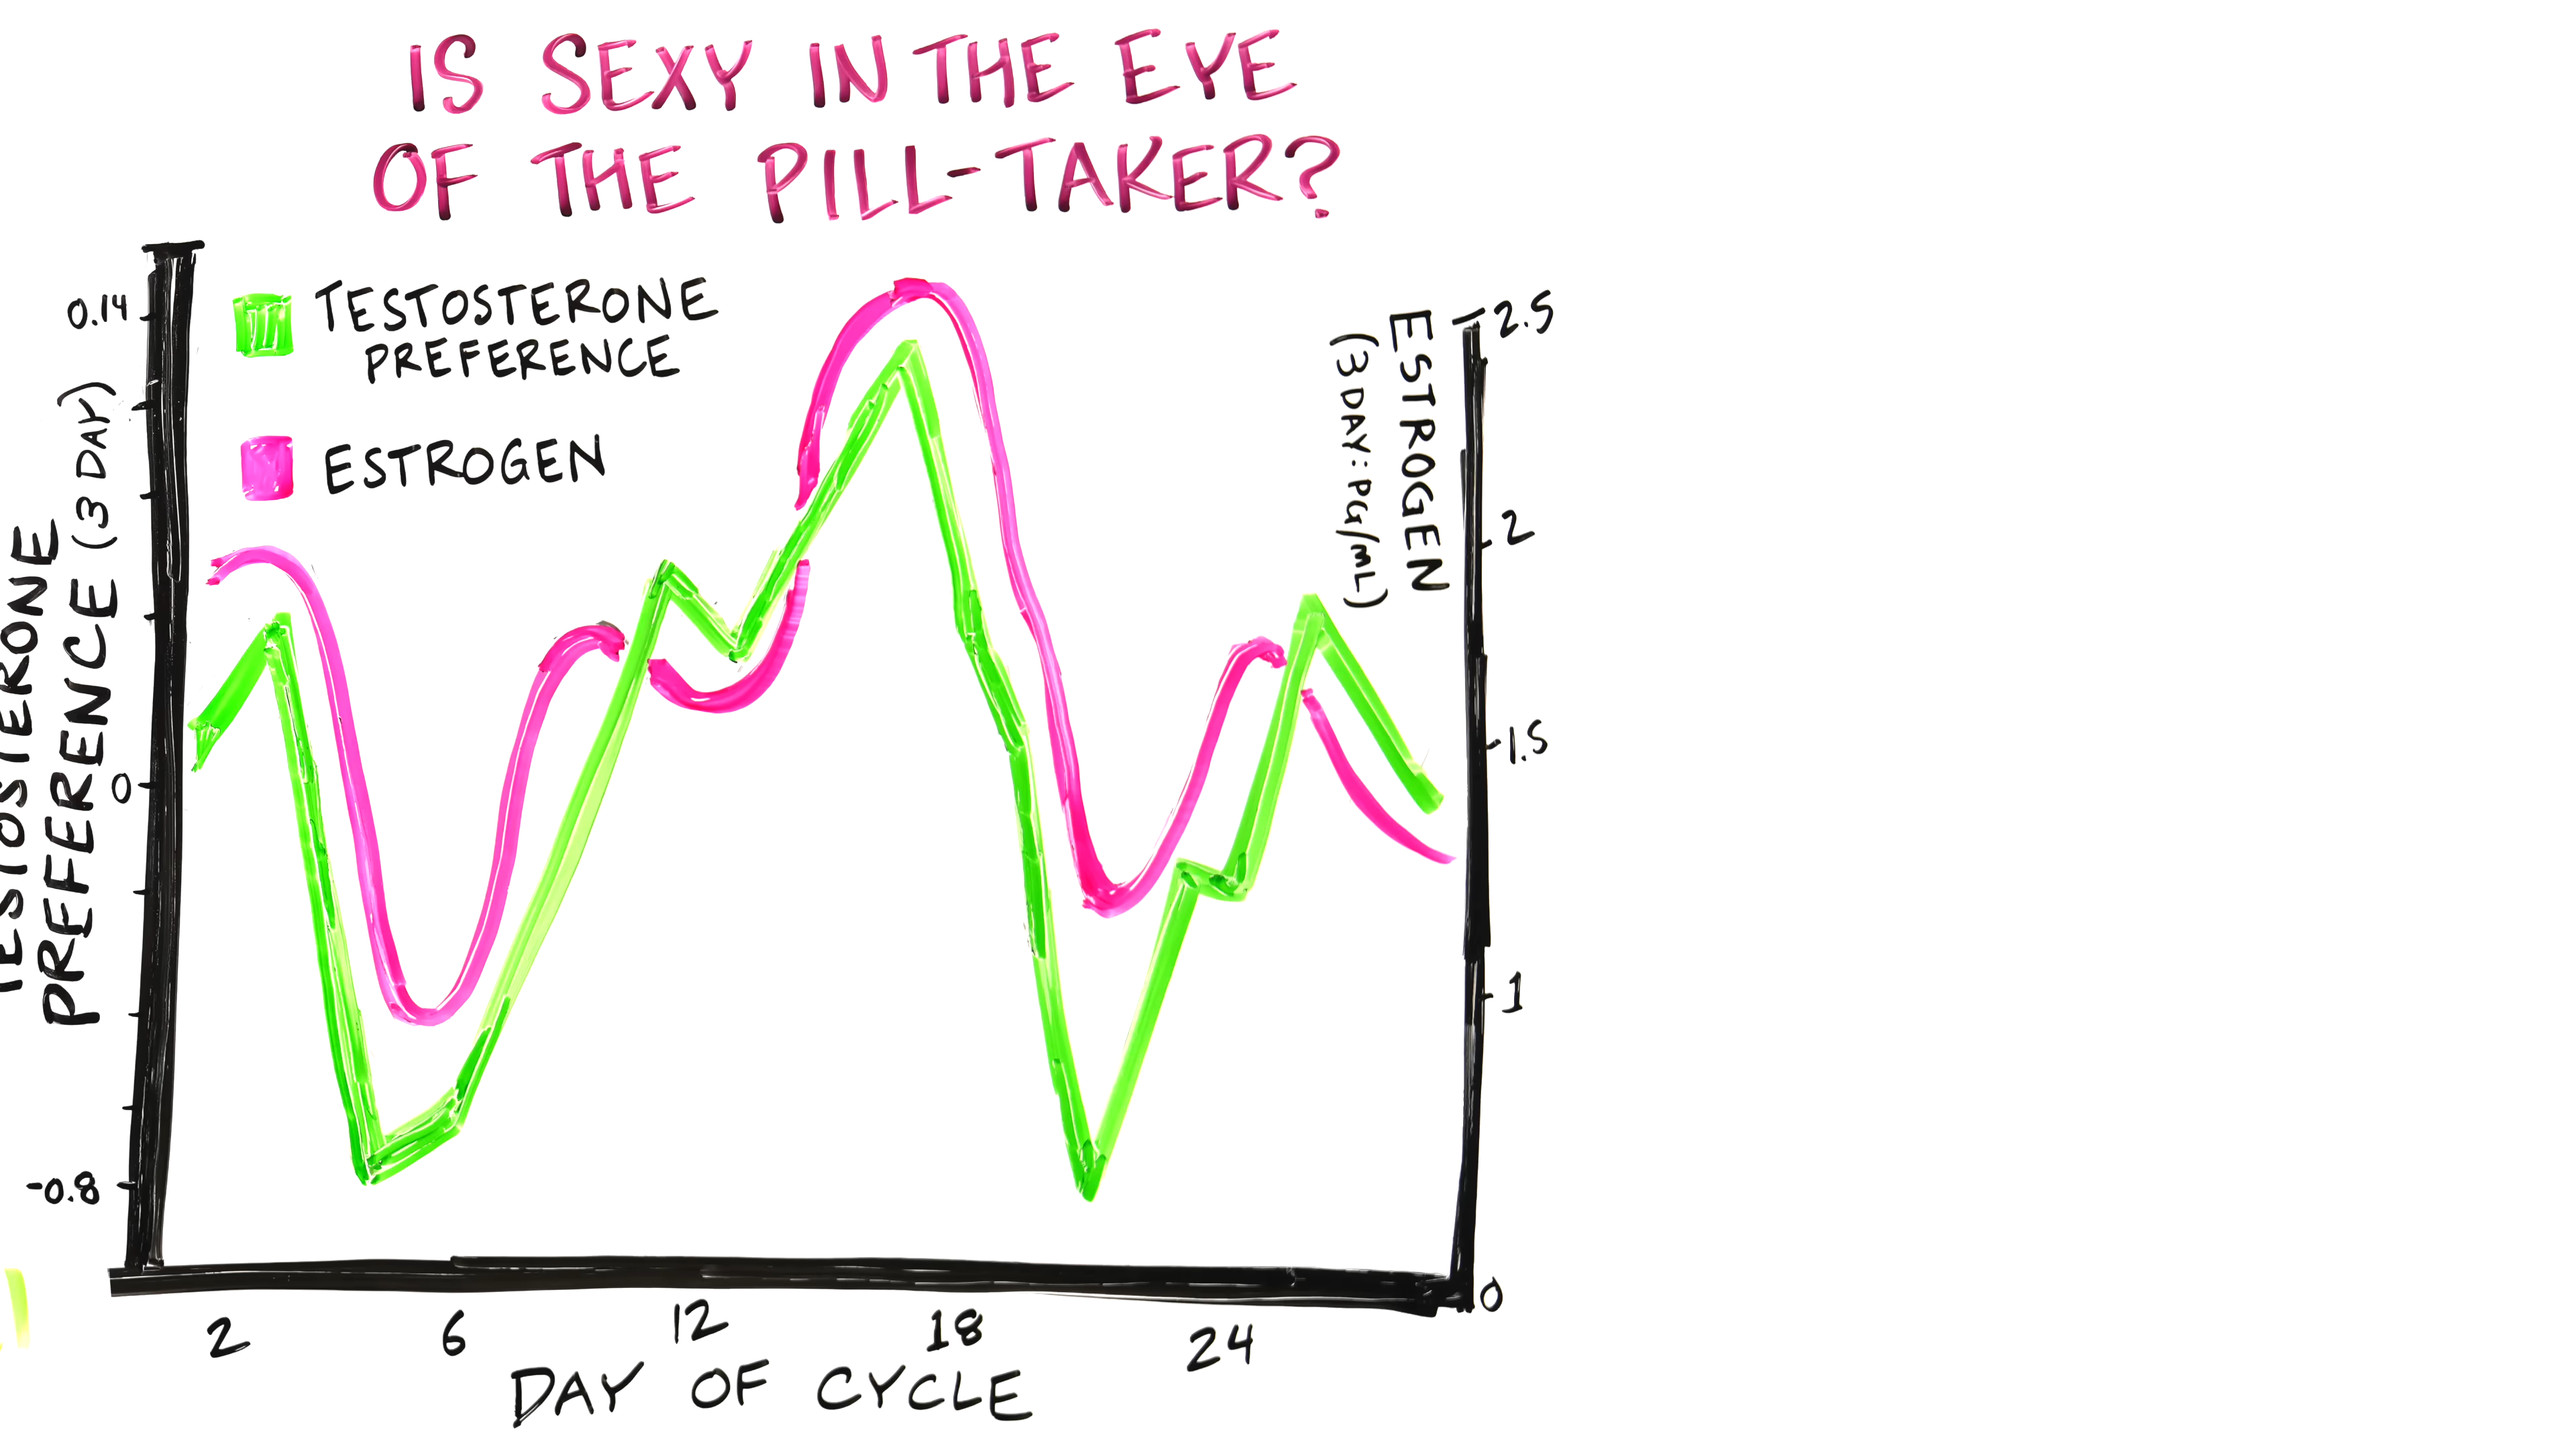 IS SEXY IN THE EYE
OF THE PILL-TAKER?
TESTOSTERONE
PREFERENCE
ESTROGEN
TESTOSTERONE
PREFERENCE (3 DAY)
0.14
0
-0.8
ESTROGEN
(3 DAY: PG/mL)
2.5
2
1.5
1
0
2 6 12 18 24
DAY OF CYCLE